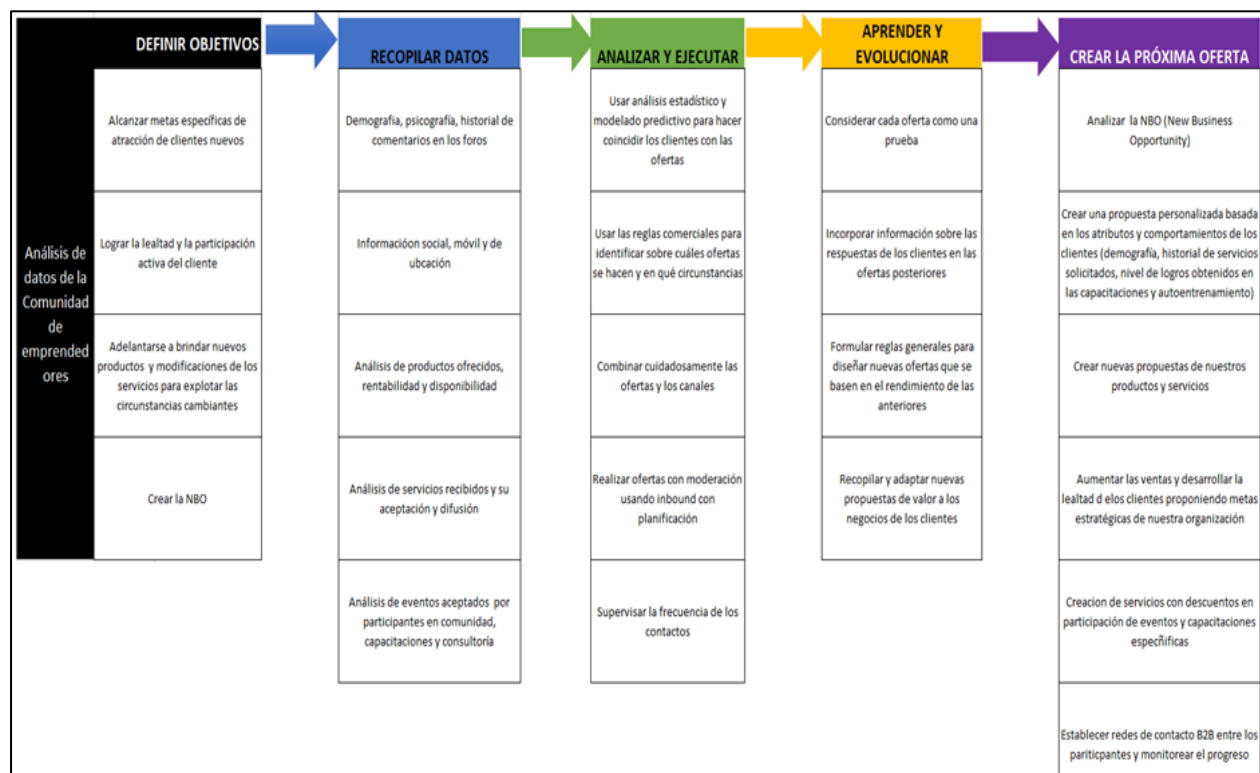 DEFINIR OBJETIVOS
RECOPILAR DATOS
ANALIZAR Y EJECUTAR
APRENDER Y
EVOLUCIONAR
CREAR LA PRÓXIMA OFERTA
Análisis de
datos de la
Comunidad
de
emprended
ores
Alcanzar metas específicas de
atracción de clientes nuevos
Lograr la lealtad y la participación
activa del cliente
Adelantarse a brindar nuevos
productos y modificaciones de los
servicios para explotar las
circunstancias cambiantes
Crear la NBO
Demografia, psicografía, historial de
comentarios en los foros
Informacióon social, móvil y de
ubcación
Análisis de productos ofrecidos,
rentabilidad y disponibilidad
Análisis de servicios recibidos y su
aceptación y difusión
Análisis de eventos aceptados por
participantes en comunidad,
capacitaciones y consultoría
Usar análisis estadístico y
modelado predictivo para hacer
coincidir los clientes con las
ofertas
Usar las reglas comerciales para
identificar sobre cuáles ofertas
se hacen y en qué circunstancias
Combinar cuidadosamente las
ofertas y los canales
Realizar ofertas con moderación
usando inbound con
planificación
Supervisar la frecuencia de los
contactos
Considerar cada oferta como una
prueba
Incorporar información sobre las
respuestas de los clientes en las
ofertas posteriores
Formular reglas generales para
diseñar nuevas ofertas que se
basen en el rendimiento de las
anteriores
Recopilar y adaptar nuevas
propuestas de valor a los
negocios de los clientes
Analizar la NBO (New Business
Opportunity)
Crear una propuesta personalizada basada
en los atributos y comportamientos de los
clientes (demografía, historial de servicios
solicitados, nivel de logros obtenidos en
las capacitaciones y autoentrenamiento)
Crear nuevas propuestas de nuestros
productos y servicios
Aumentar las ventas y desarrollar la
lealtad d elos clientes proponiendo metas
estratégicas de nuestra organización
Creacion de servicios con descuentos en
participación de eventos y capacitaciones
especñificas
Establecer redes de contacto B2B entre los
pariticpantes y monitorear el progreso